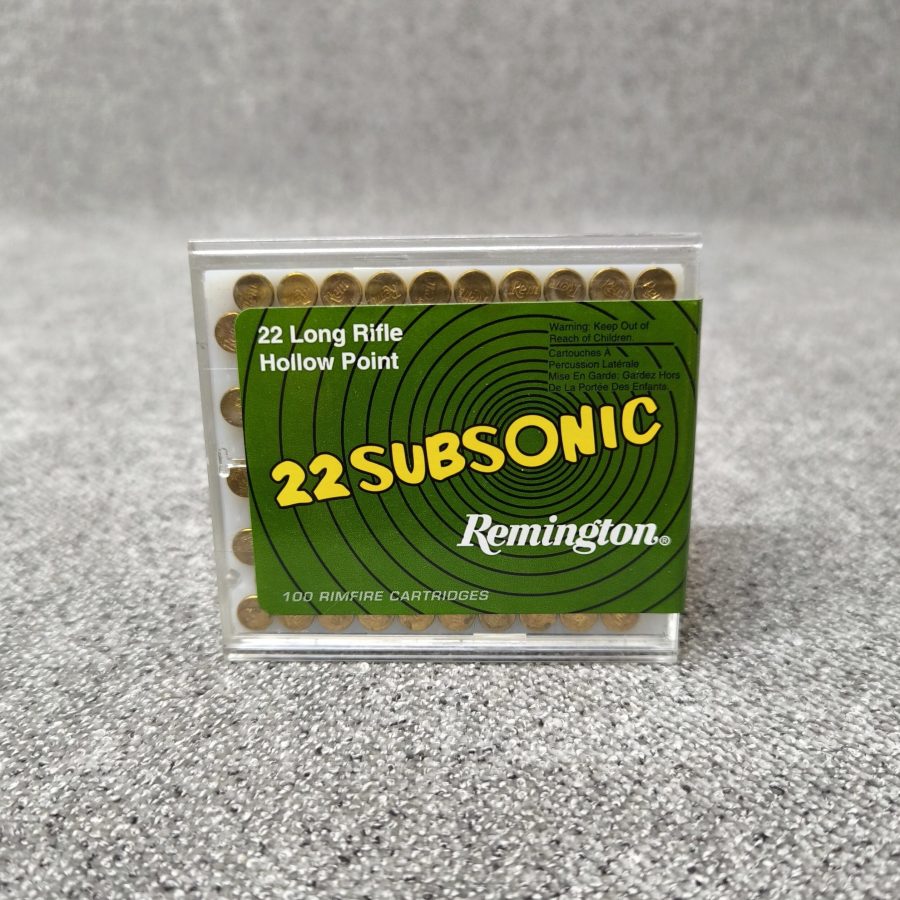 22 Long Rifle
Hollow Point
Warning: Keep Out of
Reach of Children.
Cartouches À
Percussion Latérale
Mise En Garde: Gardez Hors
De La Portée Des Enfants.
22 SUBSONIC
Remington®
100 RIMFIRE CARTRIDGES